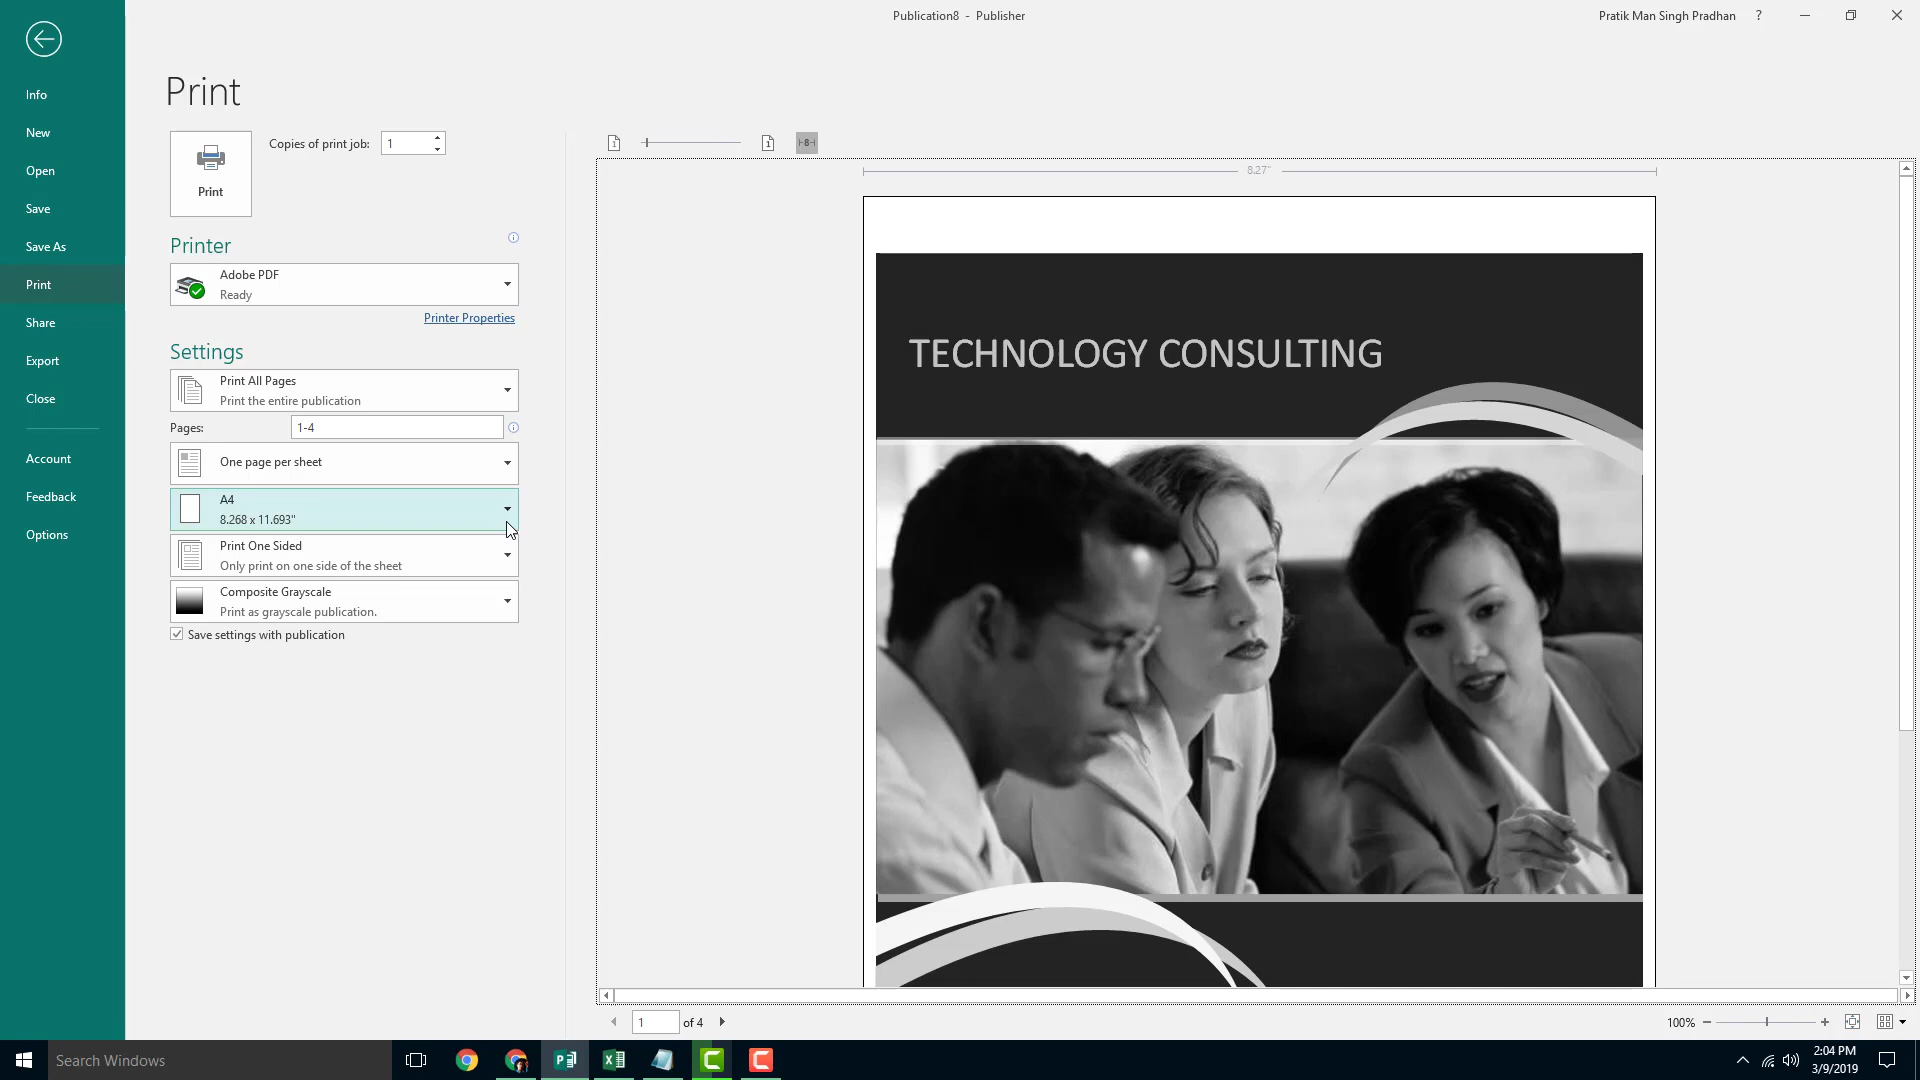 Publication8 - Publisher
Pratik Man Singh Pradhan
?
Info
New
Open
Save
Save As
Print
Share
Export
Close
Account
Feedback
Options
Print
Print
Copies of print job:
1
Printer
Adobe PDF
Ready
Printer Properties
Settings
Print All Pages
Print the entire publication
Pages:
1-4
One page per sheet
A4
8.268 x 11.693"
Print One Sided
Only print on one side of the sheet
Composite Grayscale
Print as grayscale publication.
Save settings with publication
1
1
8
8.27"
TECHNOLOGY CONSULTING
1 of 4
100%
Search Windows
2:04 PM
3/9/2019